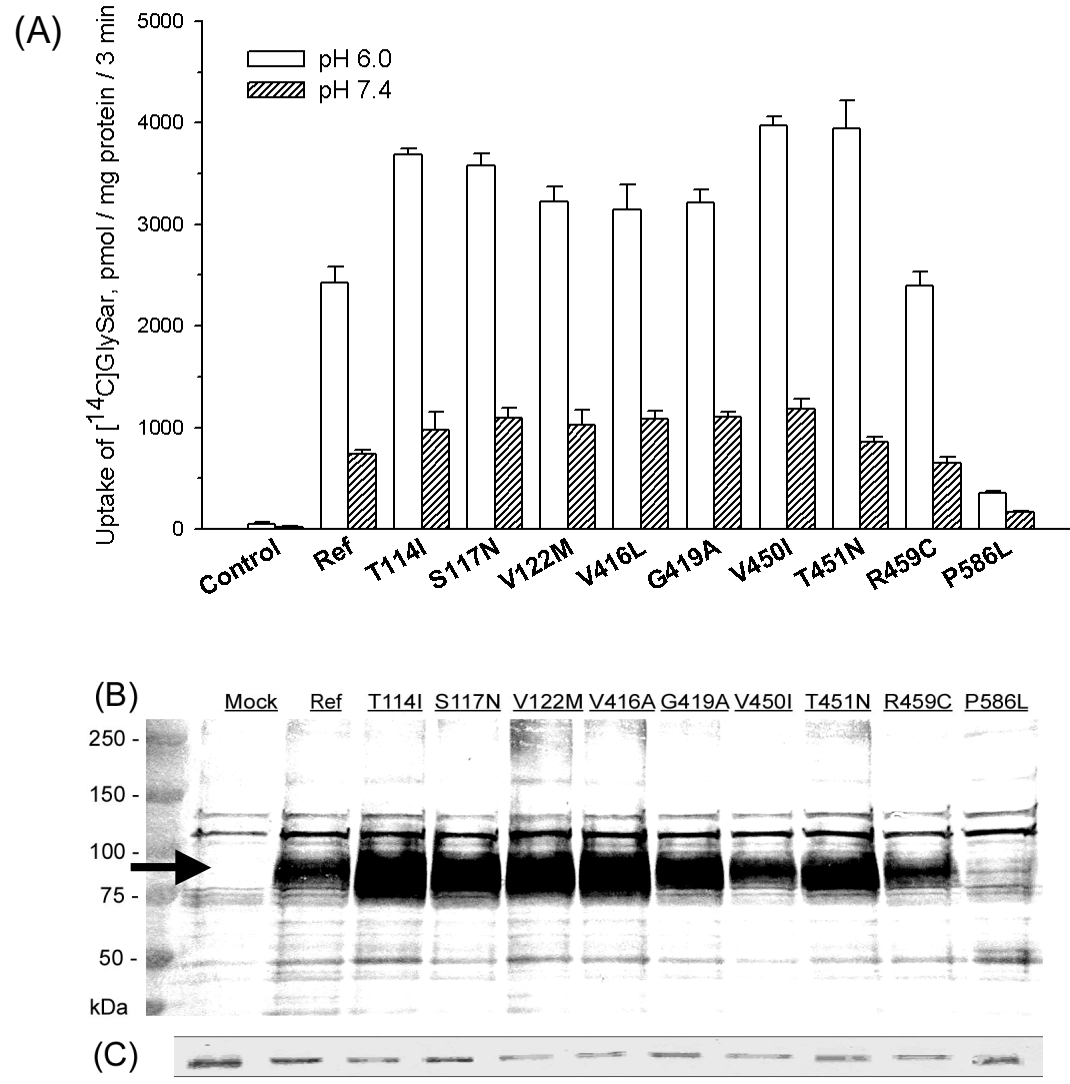 (A)
Uptake of [14C]GlySar, pmol / mg protein / 3 min
5000
4000
3000
2000
1000
0
pH 6.0
pH 7.4
Control
Ref
T114I
S117N
V122M
V416L
G419A
V450I
T451N
R459C
P586L
(B)
Mock Ref T114I S117N V122M V416A G419A V450I T451N R459C P586L
250 -
150 -
100 -
75 -
50 -
kDa
(C)